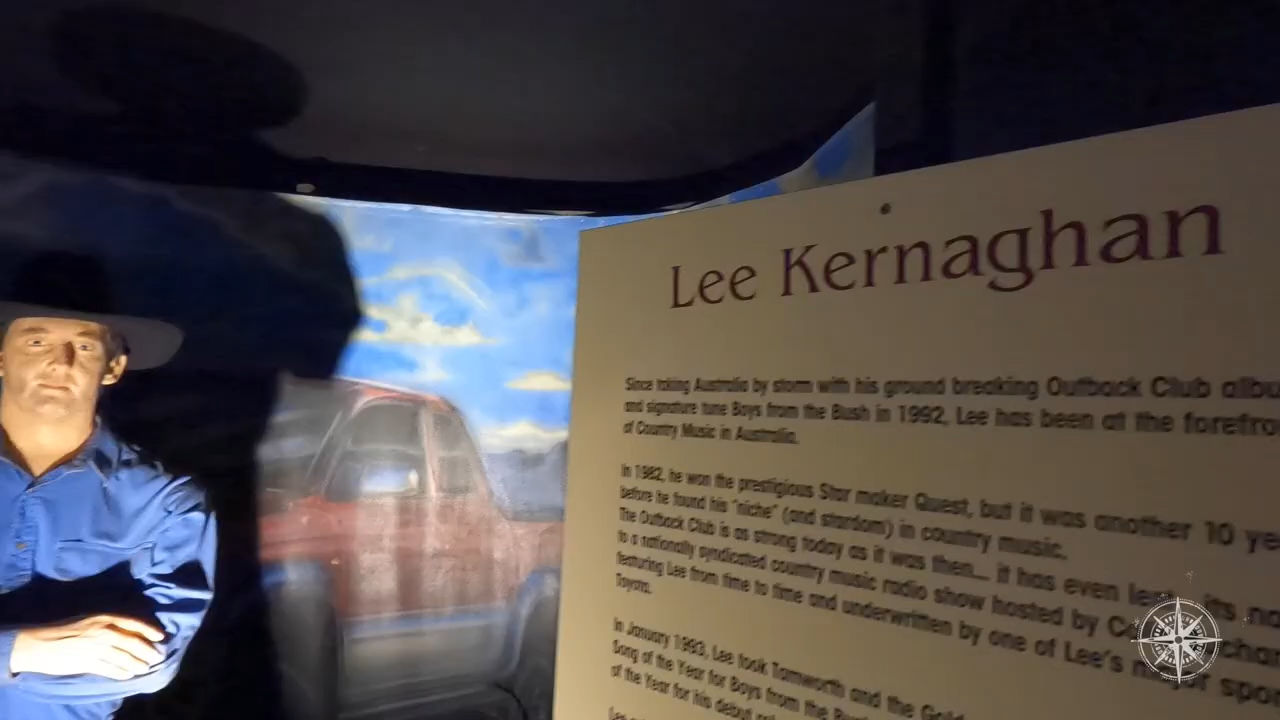 Lee Kernaghan
Since taking Australia by storm with his ground breaking Outback Club albu
and signature tune Boys from the Bush in 1992, Lee has been at the forefro
of Country Music in Australia.
In 1982, he won the prestigious Star maker Quest, but it was another 10 ye
before he found his "niche" (and stardom) in country music.
The Outback Club is as strong today as it was then... it has even le its na
to a nationally syndicated country music radio show hosted by
featuring Lee from time to time and underwritten by one of Lee's major spo
Toyota.
In January 1993, Lee took Tamworth and the Gold
Song of the Year for Boys from the Bush
of the Year for his debut